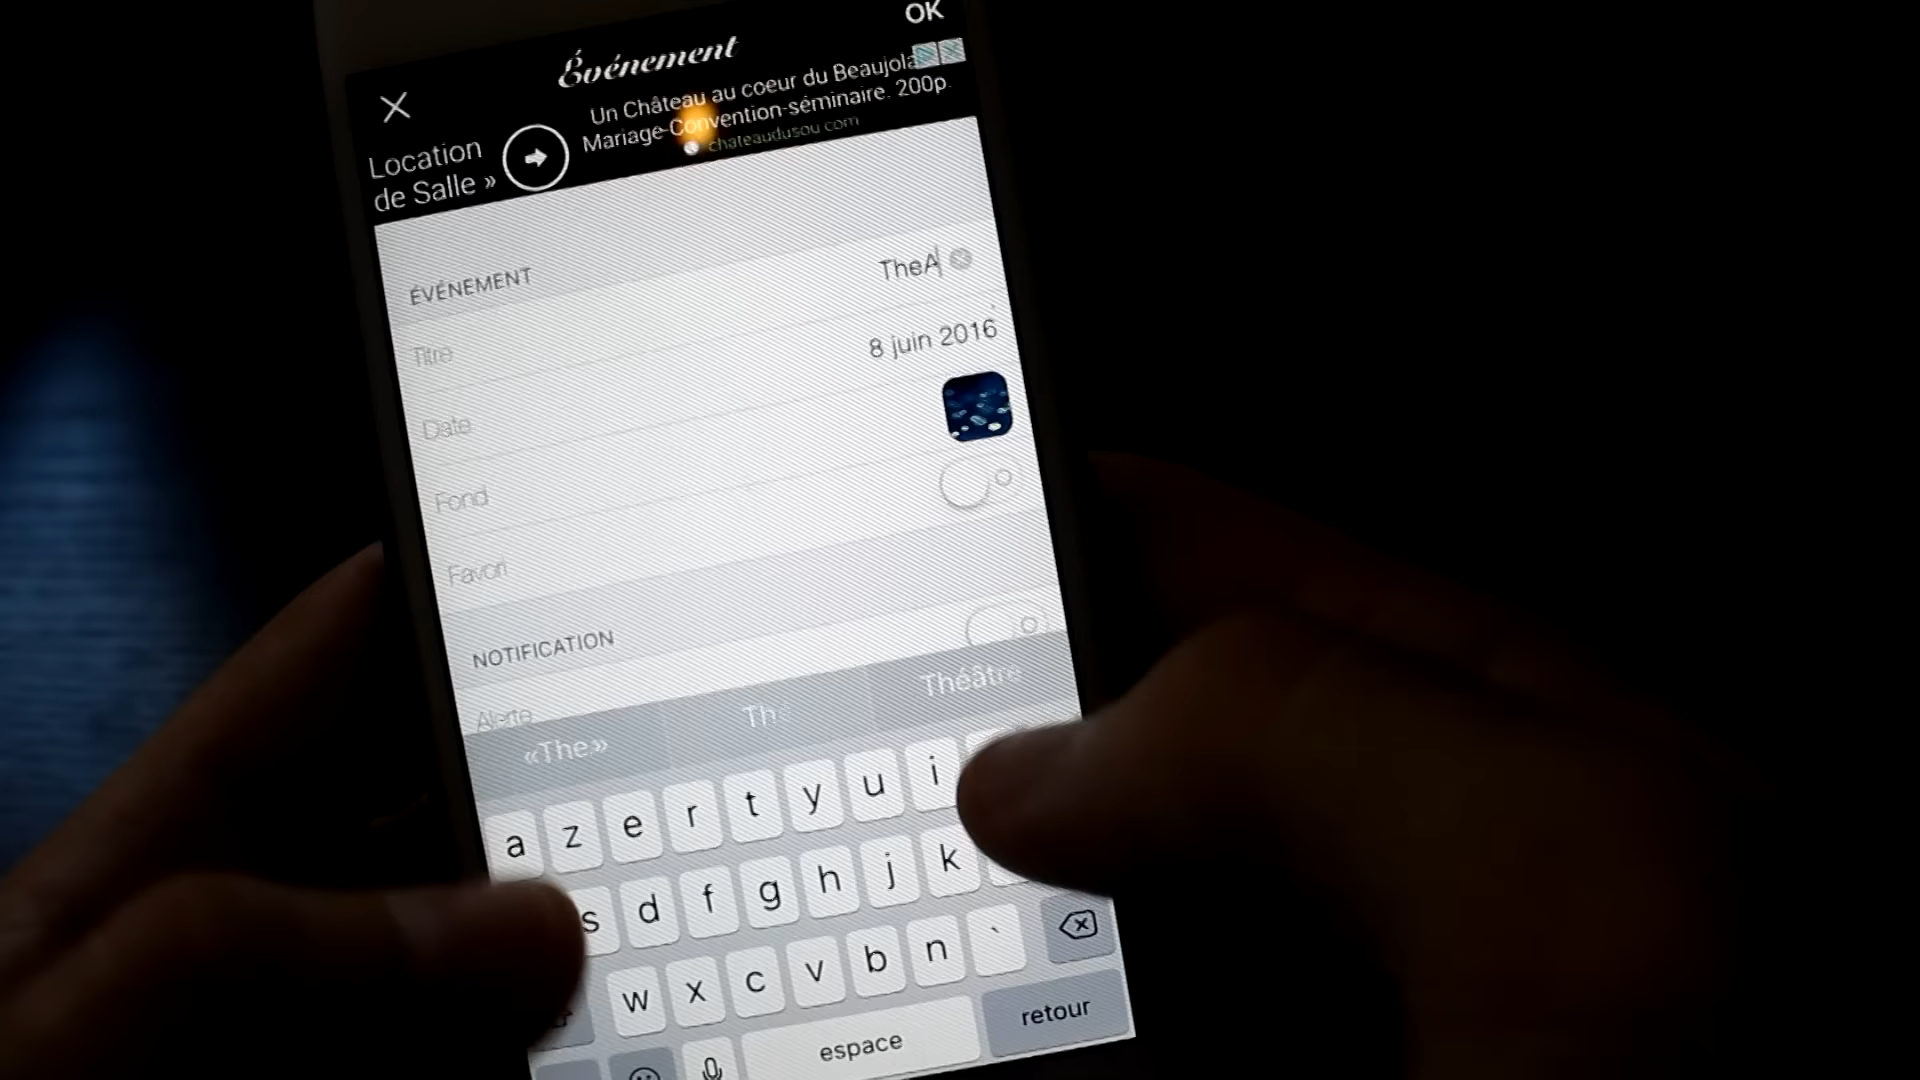 OK
Événement
Un Château au coeur du Beaujola
Mariage-Convention-séminaire. 200p.
chateaudusou.com
Location
de Salle »
ÉVÉNEMENT
Titre
TheA
Date
8 juin 2016
Fond
Favori
NOTIFICATION
Alerte
«The» The Théâtre
a z e r t y u i
s d f g h j k
w x c v b n `
espace retour